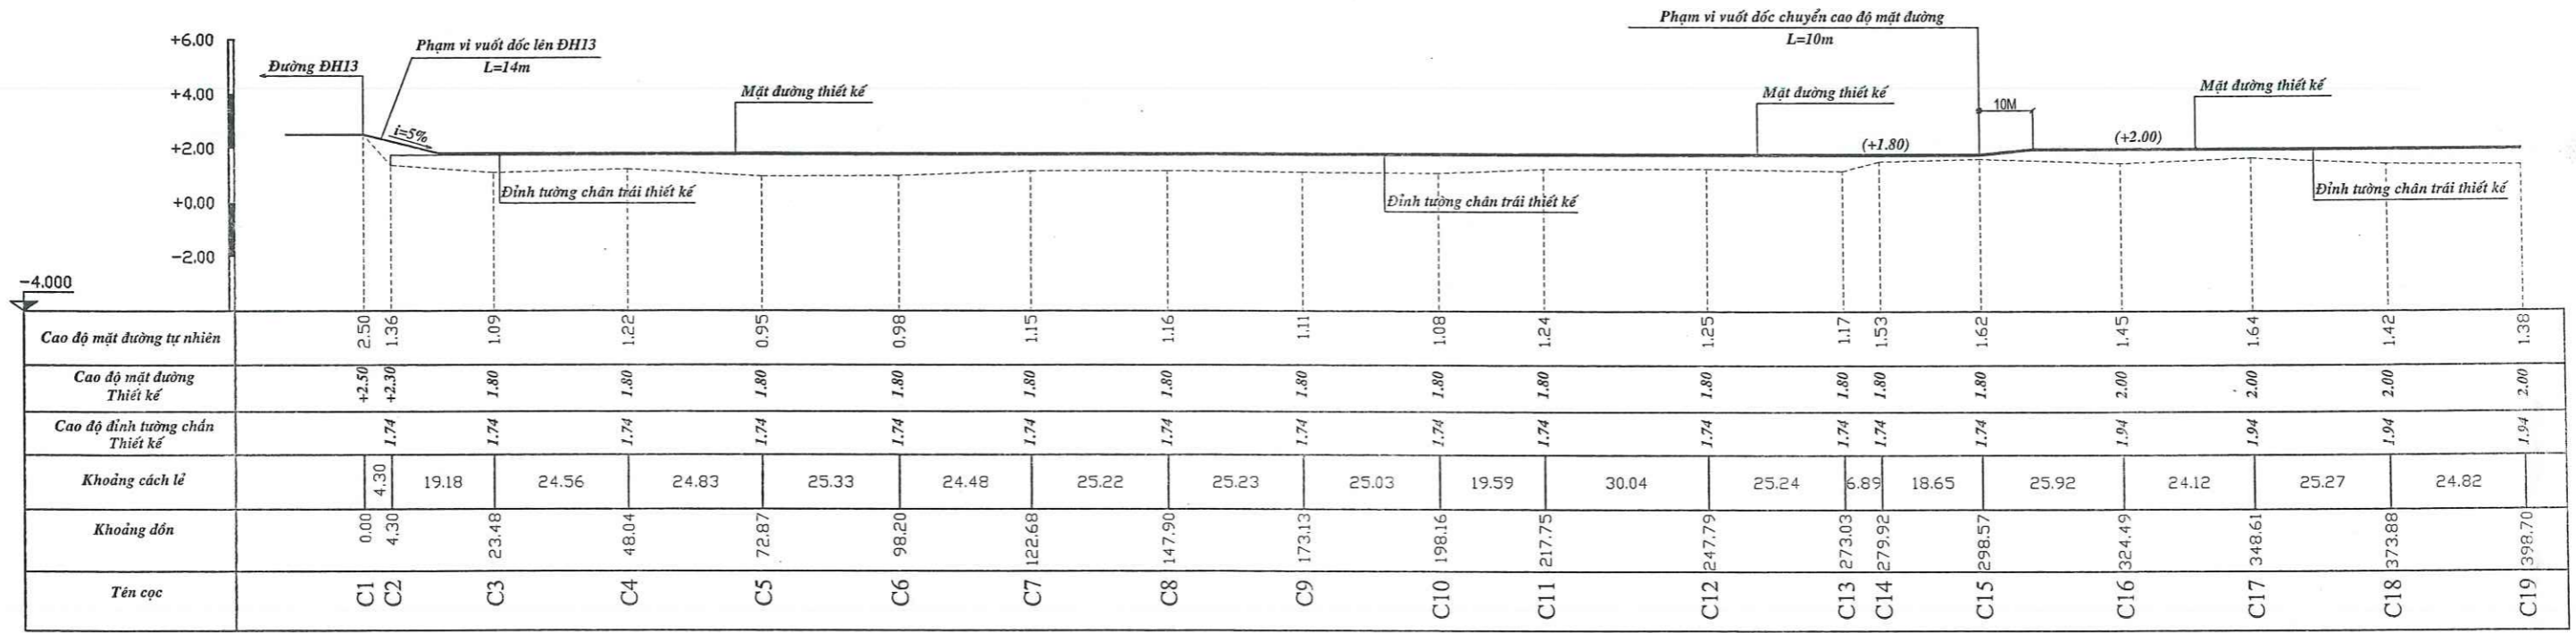 Phạm vi vuốt dốc chuyển cao độ mặt đường
L=10m
+6.00
Phạm vi vuốt dốc lên ĐH13
L=14m
Đường ĐH13
+4.00
Mặt đường thiết kế
Mặt đường thiết kế
10M
Mặt đường thiết kế
i=5%
+2.00
(+1.80)
(+2.00)
+0.00
Đỉnh tường chân trái thiết kế
Đỉnh tường chân trái thiết kế
Đỉnh tường chân trái thiết kế
-2.00
-4.000
Cao độ mặt đường tự nhiên 2.50 1.36 1.09 1.22 0.95 0.98 1.15 1.16 1.11 1.08 1.24 1.25 1.17 1.53 1.62 1.45 1.64 1.42 1.38
Cao độ mặt đường
Thiết kế +2.50 +2.30 1.80 1.80 1.80 1.80 1.80 1.80 1.80 1.80 1.80 1.80 1.80 1.80 1.80 2.00 2.00 2.00 2.00
Cao độ đỉnh tường chắn
Thiết kế 1.74 1.74 1.74 1.74 1.74 1.74 1.74 1.74 1.74 1.74 1.74 1.74 1.74 1.74 1.94 1.94 1.94 1.94
Khoảng cách lẻ 4.30 19.18 24.56 24.83 25.33 24.48 25.22 25.23 25.03 19.59 30.04 25.24 6.89 18.65 25.92 24.12 25.27 24.82
Khoảng dồn 0.00 4.30 23.48 48.04 72.87 98.20 122.68 147.90 173.13 198.16 217.75 247.79 273.03 279.92 298.57 324.49 348.61 373.88 398.70
Tên cọc C1 C2 C3 C4 C5 C6 C7 C8 C9 C10 C11 C12 C13 C14 C15 C16 C17 C18 C19